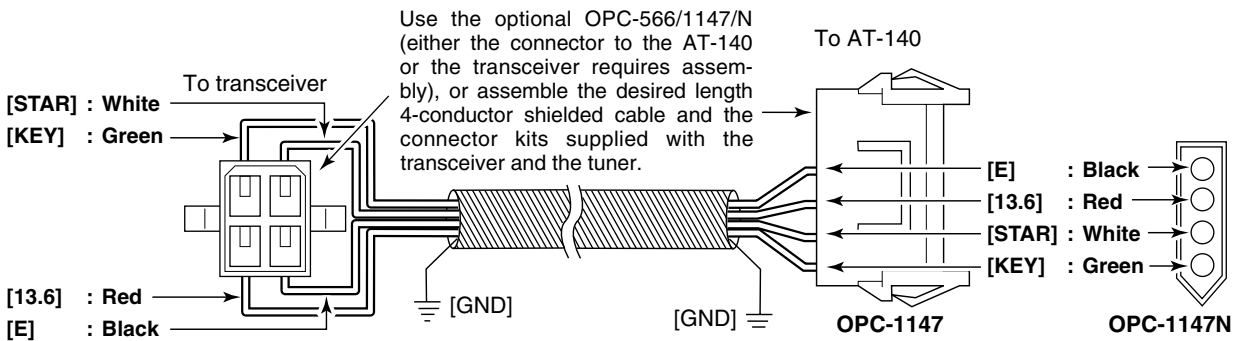 Use the optional OPC-566/1147/N
(either the connector to the AT-140
or the transceiver requires assem-
bly), or assemble the desired length
4-conductor shielded cable and the
connector kits supplied with the
transceiver and the tuner.
To transceiver
[STAR] : White
[KEY] : Green
[13.6] : Red
[E] : Black
[GND]
[GND]
To AT-140
[E] : Black
[13.6] : Red
[STAR] : White
[KEY] : Green
OPC-1147
OPC-1147N